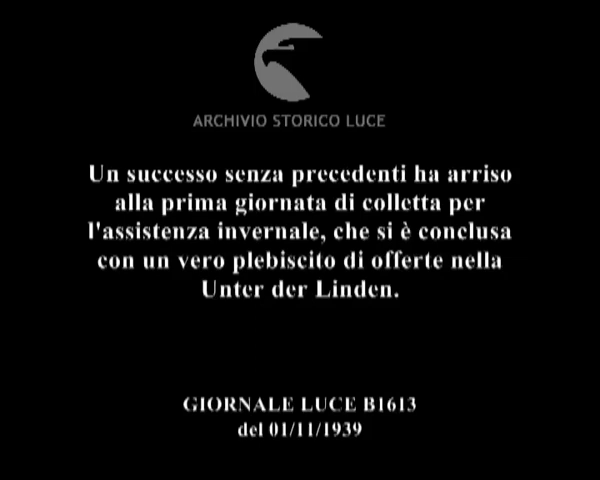 ARCHIVIO STORICO LUCE
Un successo senza precedenti ha arriso
alla prima giornata di colletta per
l'assistenza invernale, che si è conclusa
con un vero plebiscito di offerte nella
Unter der Linden.
GIORNALE LUCE B1613
del 01/11/1939